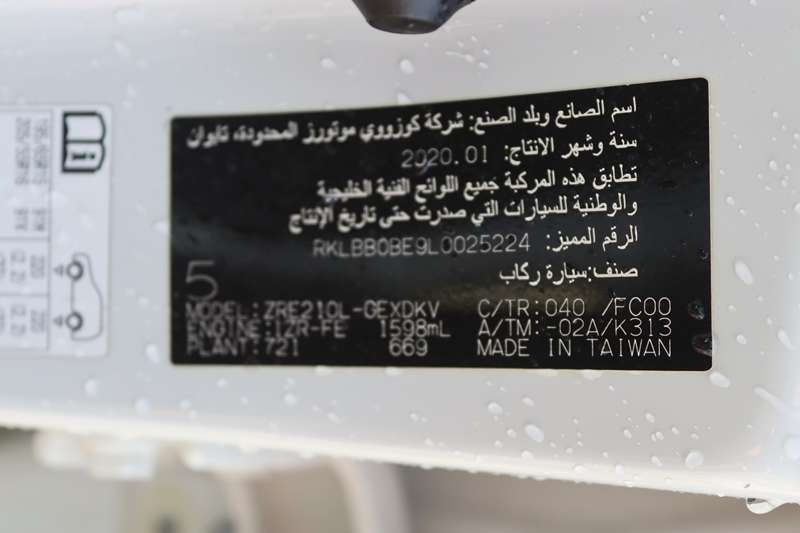 اسم الصانع وبلد الصنع: شركة كوزووي موتورز المحدودة، تايوان
سنة وشهر الانتاج: 2020.01
تطابق هذه المركبة جميع اللوائح الفنية الخليجية
والوطنية للسيارات التي صدرت حتى تاريخ الإنتاج
الرقم المميز: RKLBB0BE9L0025224
صنف:سيارة ركاب
5
MODEL:ZRE210L-GEXDKV C/TR:040 /FC00
ENGINE:1ZR-FE 1598mL A/TM:-02A/K313
PLANT:721 669 MADE IN TAIWAN